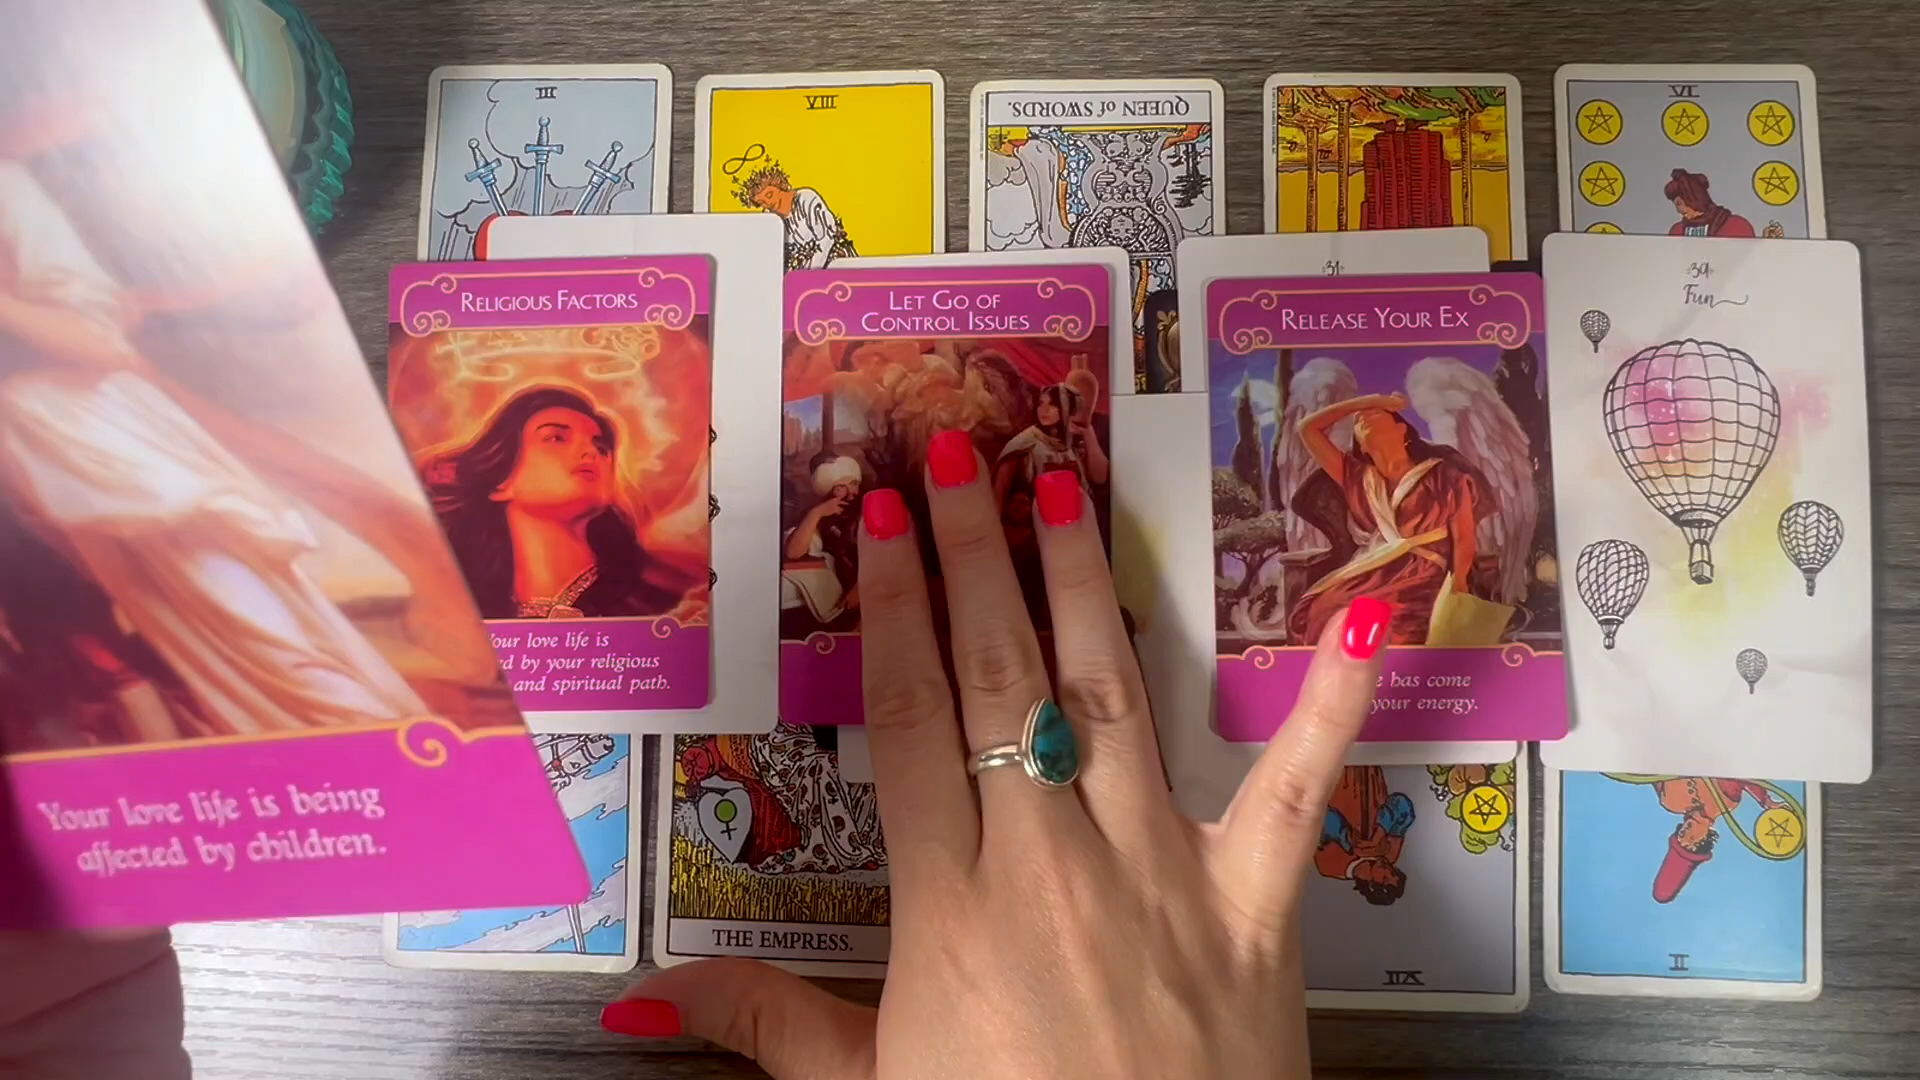 III
VIII
QUEEN of SWORDS.
VI
RELIGIOUS FACTORS
LET GO OF
CONTROL ISSUES
31
RELEASE YOUR EX
39
Fun
Your love life is
by your religious
and spiritual path.
has come
your energy.
Your love life is being
affected by children.
THE EMPRESS.
VII
II